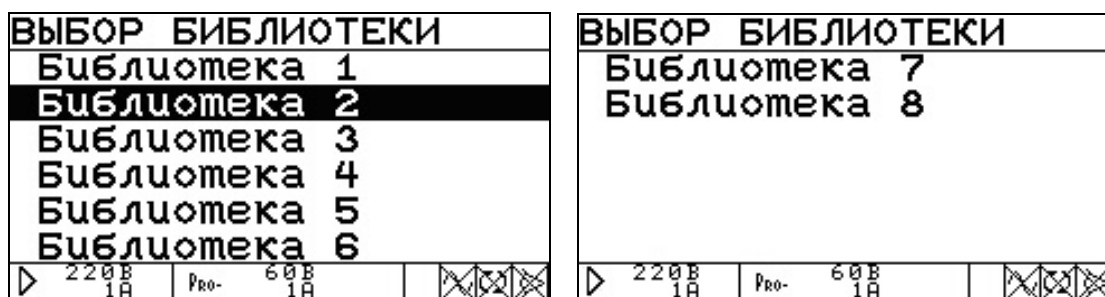 ВЫБОР БИБЛИОТЕКИ
Библиотека 1
Библиотека 2
Библиотека 3
Библиотека 4
Библиотека 5
Библиотека 6
220В
1А
PRO-
60В
1А
ВЫБОР БИБЛИОТЕКИ
Библиотека 7
Библиотека 8
220В
1А
PRO-
60В
1А